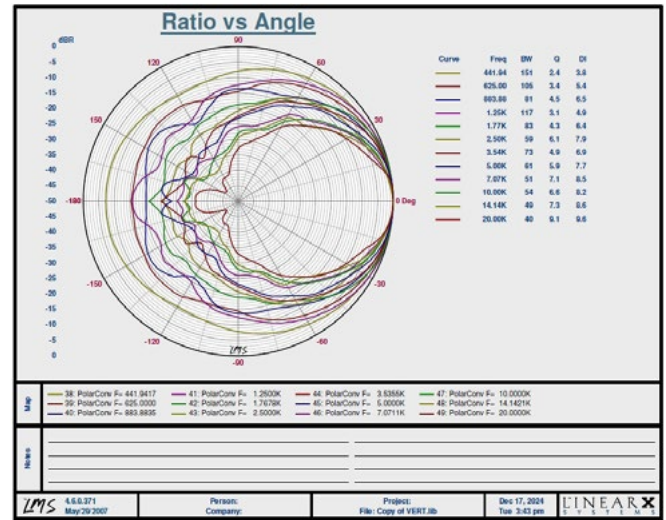 Ratio vs Angle
dBR
0
-5
-10
-15
-20
-25
-30
-35
-40
-45
-50
-45
-40
-35
-30
-25
-20
-15
-10
-5
0
90
120
60
150
30
-180
0 Deg
-150
-30
-120
-60
-90
LMS
Curve Freq BW Q DI
441.94 151 2.4 3.8
625.00 105 3.4 5.4
883.88 81 4.5 6.5
1.25K 117 3.1 4.9
1.77K 83 4.3 6.4
2.50K 59 6.1 7.9
3.54K 73 4.9 6.9
5.00K 61 5.9 7.7
7.07K 51 7.1 8.5
10.00K 54 6.6 8.2
14.14K 49 7.3 8.6
20.00K 40 9.1 9.6
Map
38: PolarConv F= 441.9417 41: PolarConv F= 1.2500K 44: PolarConv F= 3.5355K 47: PolarConv F= 10.0000K
39: PolarConv F= 625.0000 42: PolarConv F= 1.7678K 45: PolarConv F= 5.0000K 48: PolarConv F= 14.1421K
40: PolarConv F= 883.8835 43: PolarConv F= 2.5000K 46: PolarConv F= 7.0711K 49: PolarConv F= 20.0000K
Notes
LMS
4.6.0.371
May/29/2007
Person:
Company:
Project:
File: Copy of VERT.lib
Dec 17, 2024
Tue 3:43 pm
LINEARX
SYSTEMS